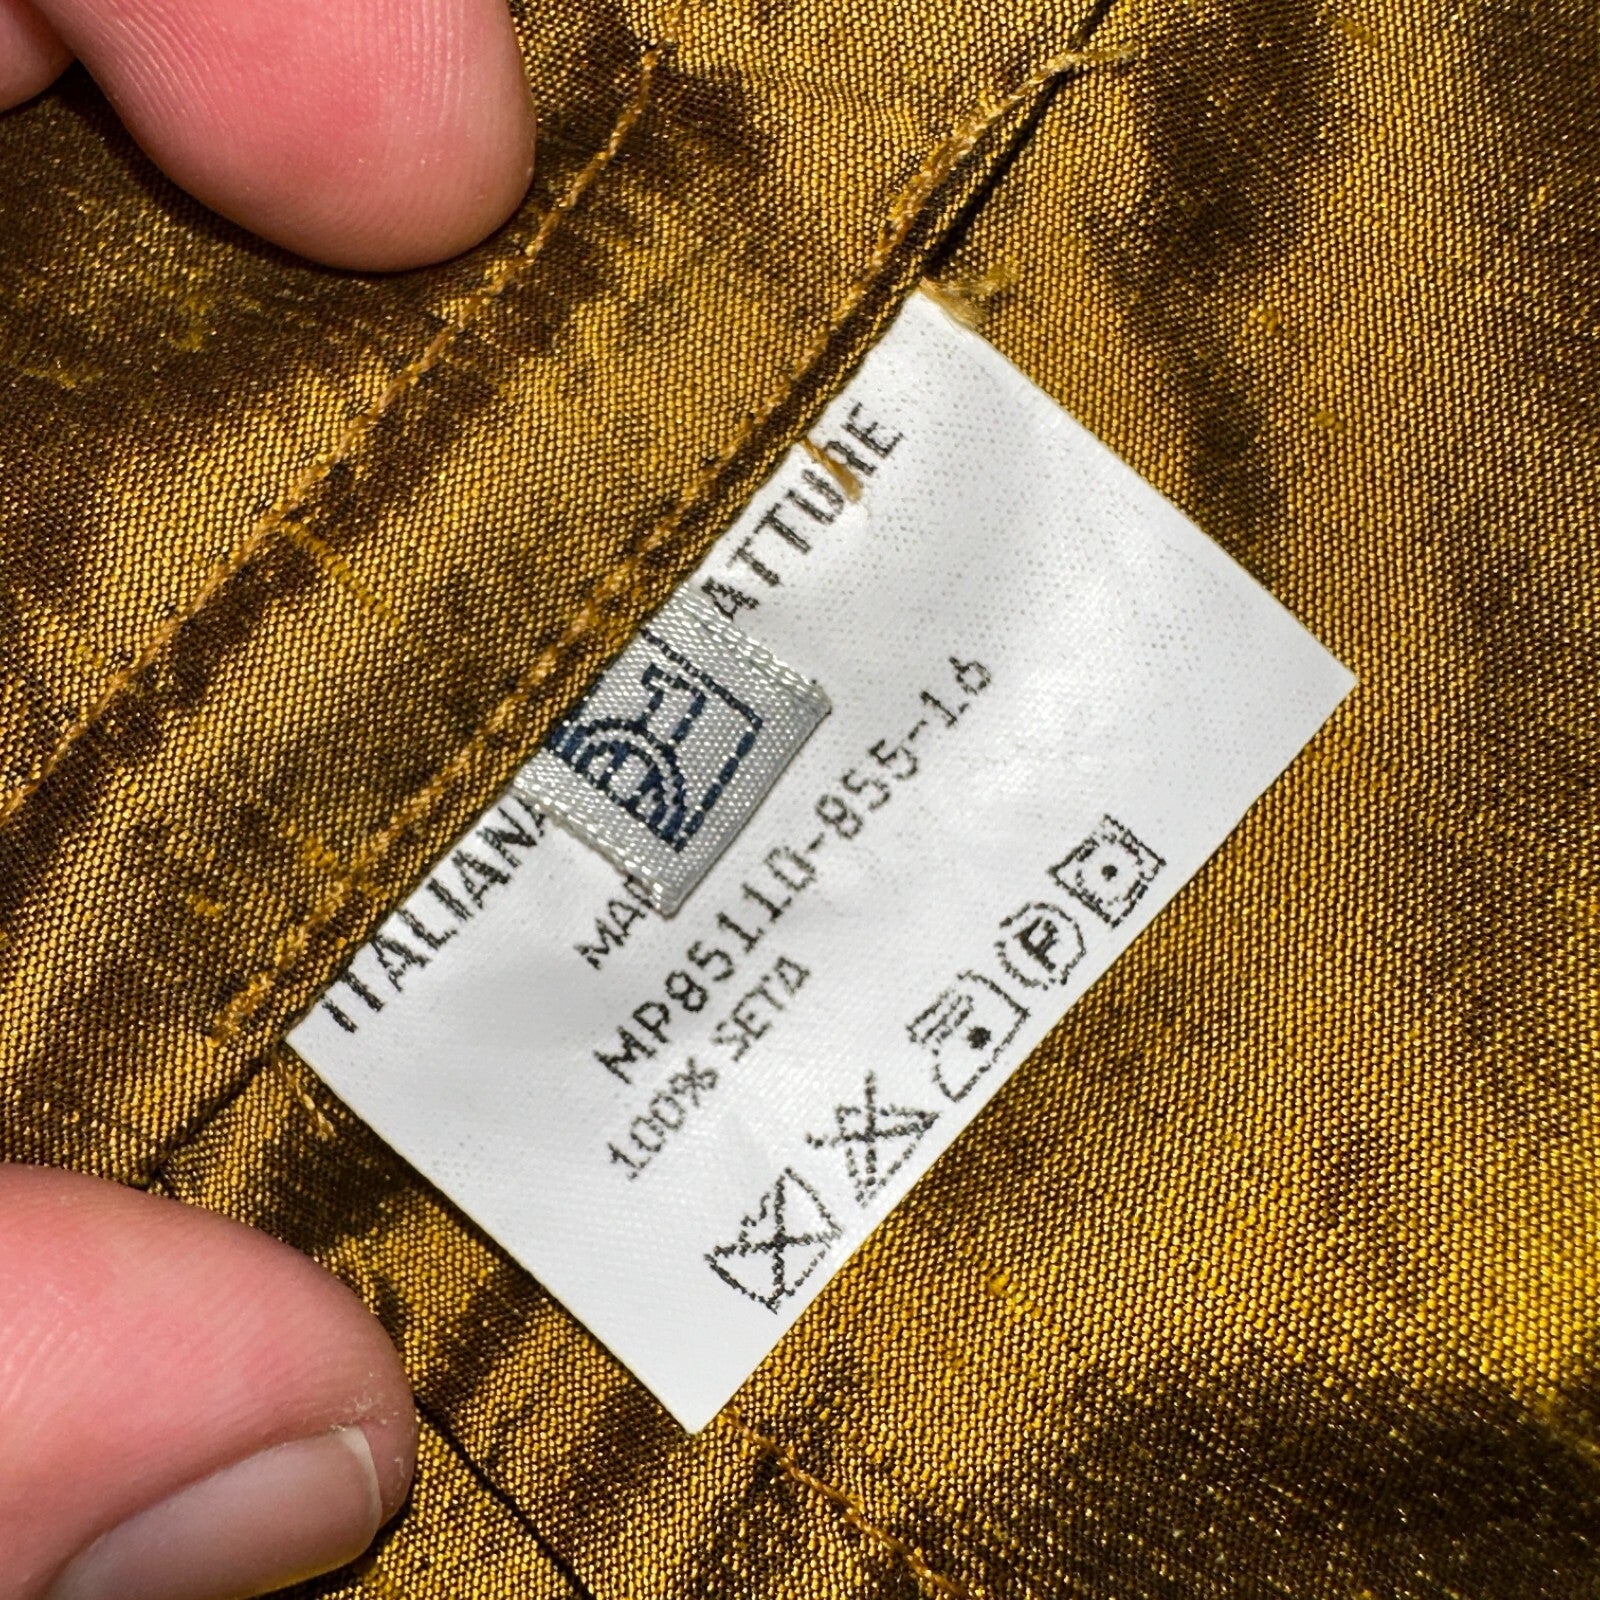 ITALIANA
ATTURE
MP85110-855-16
100% SETA
P